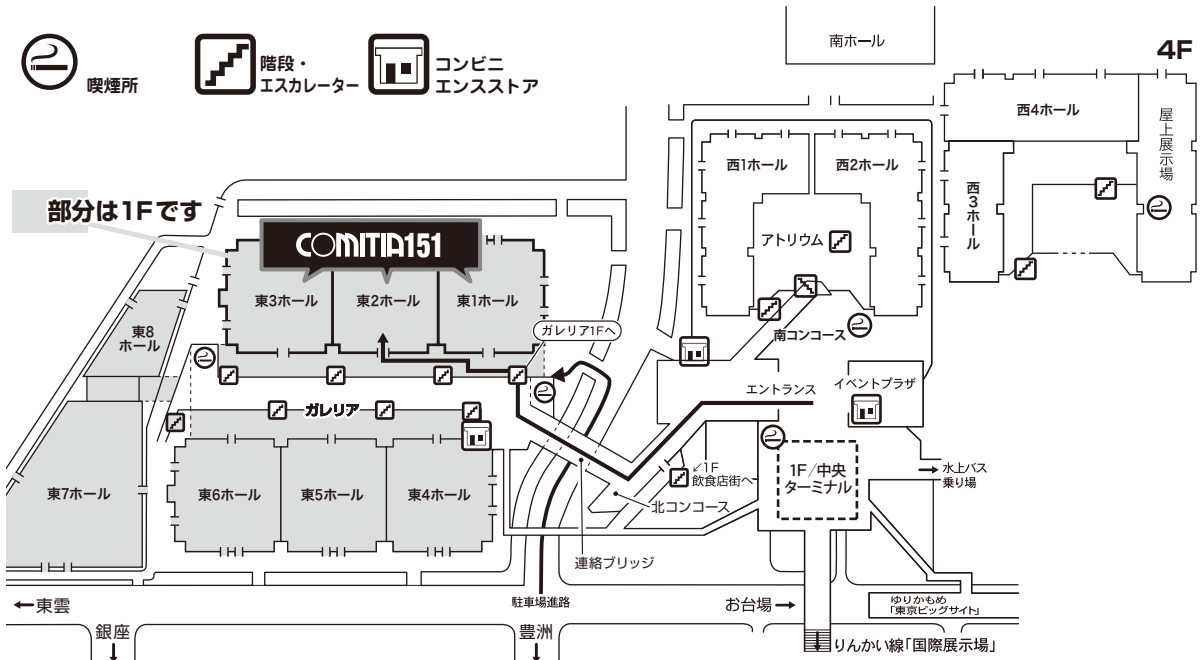 喫煙所
階段・
エスカレーター
コンビニ
エンスストア
南ホール
4F
西4ホール
屋上展示場
西3ホール
西1ホール
西2ホール
アトリウム
部分は1Fです
COMITIA151
東3ホール
東2ホール
東1ホール
東8
ホール
ガレリア1Fへ
南コンコース
エントランス
イベントプラザ
ガレリア
東7ホール
東6ホール
東5ホール
東4ホール
↙1F
飲食店街へ
1F/中央
ターミナル
→水上バス
乗り場
北コンコース
連絡ブリッジ
←東雲
駐車場進路
お台場→
ゆりかもめ
「東京ビッグサイト」
銀座
↓
豊洲
↓
↓りんかい線「国際展示場」